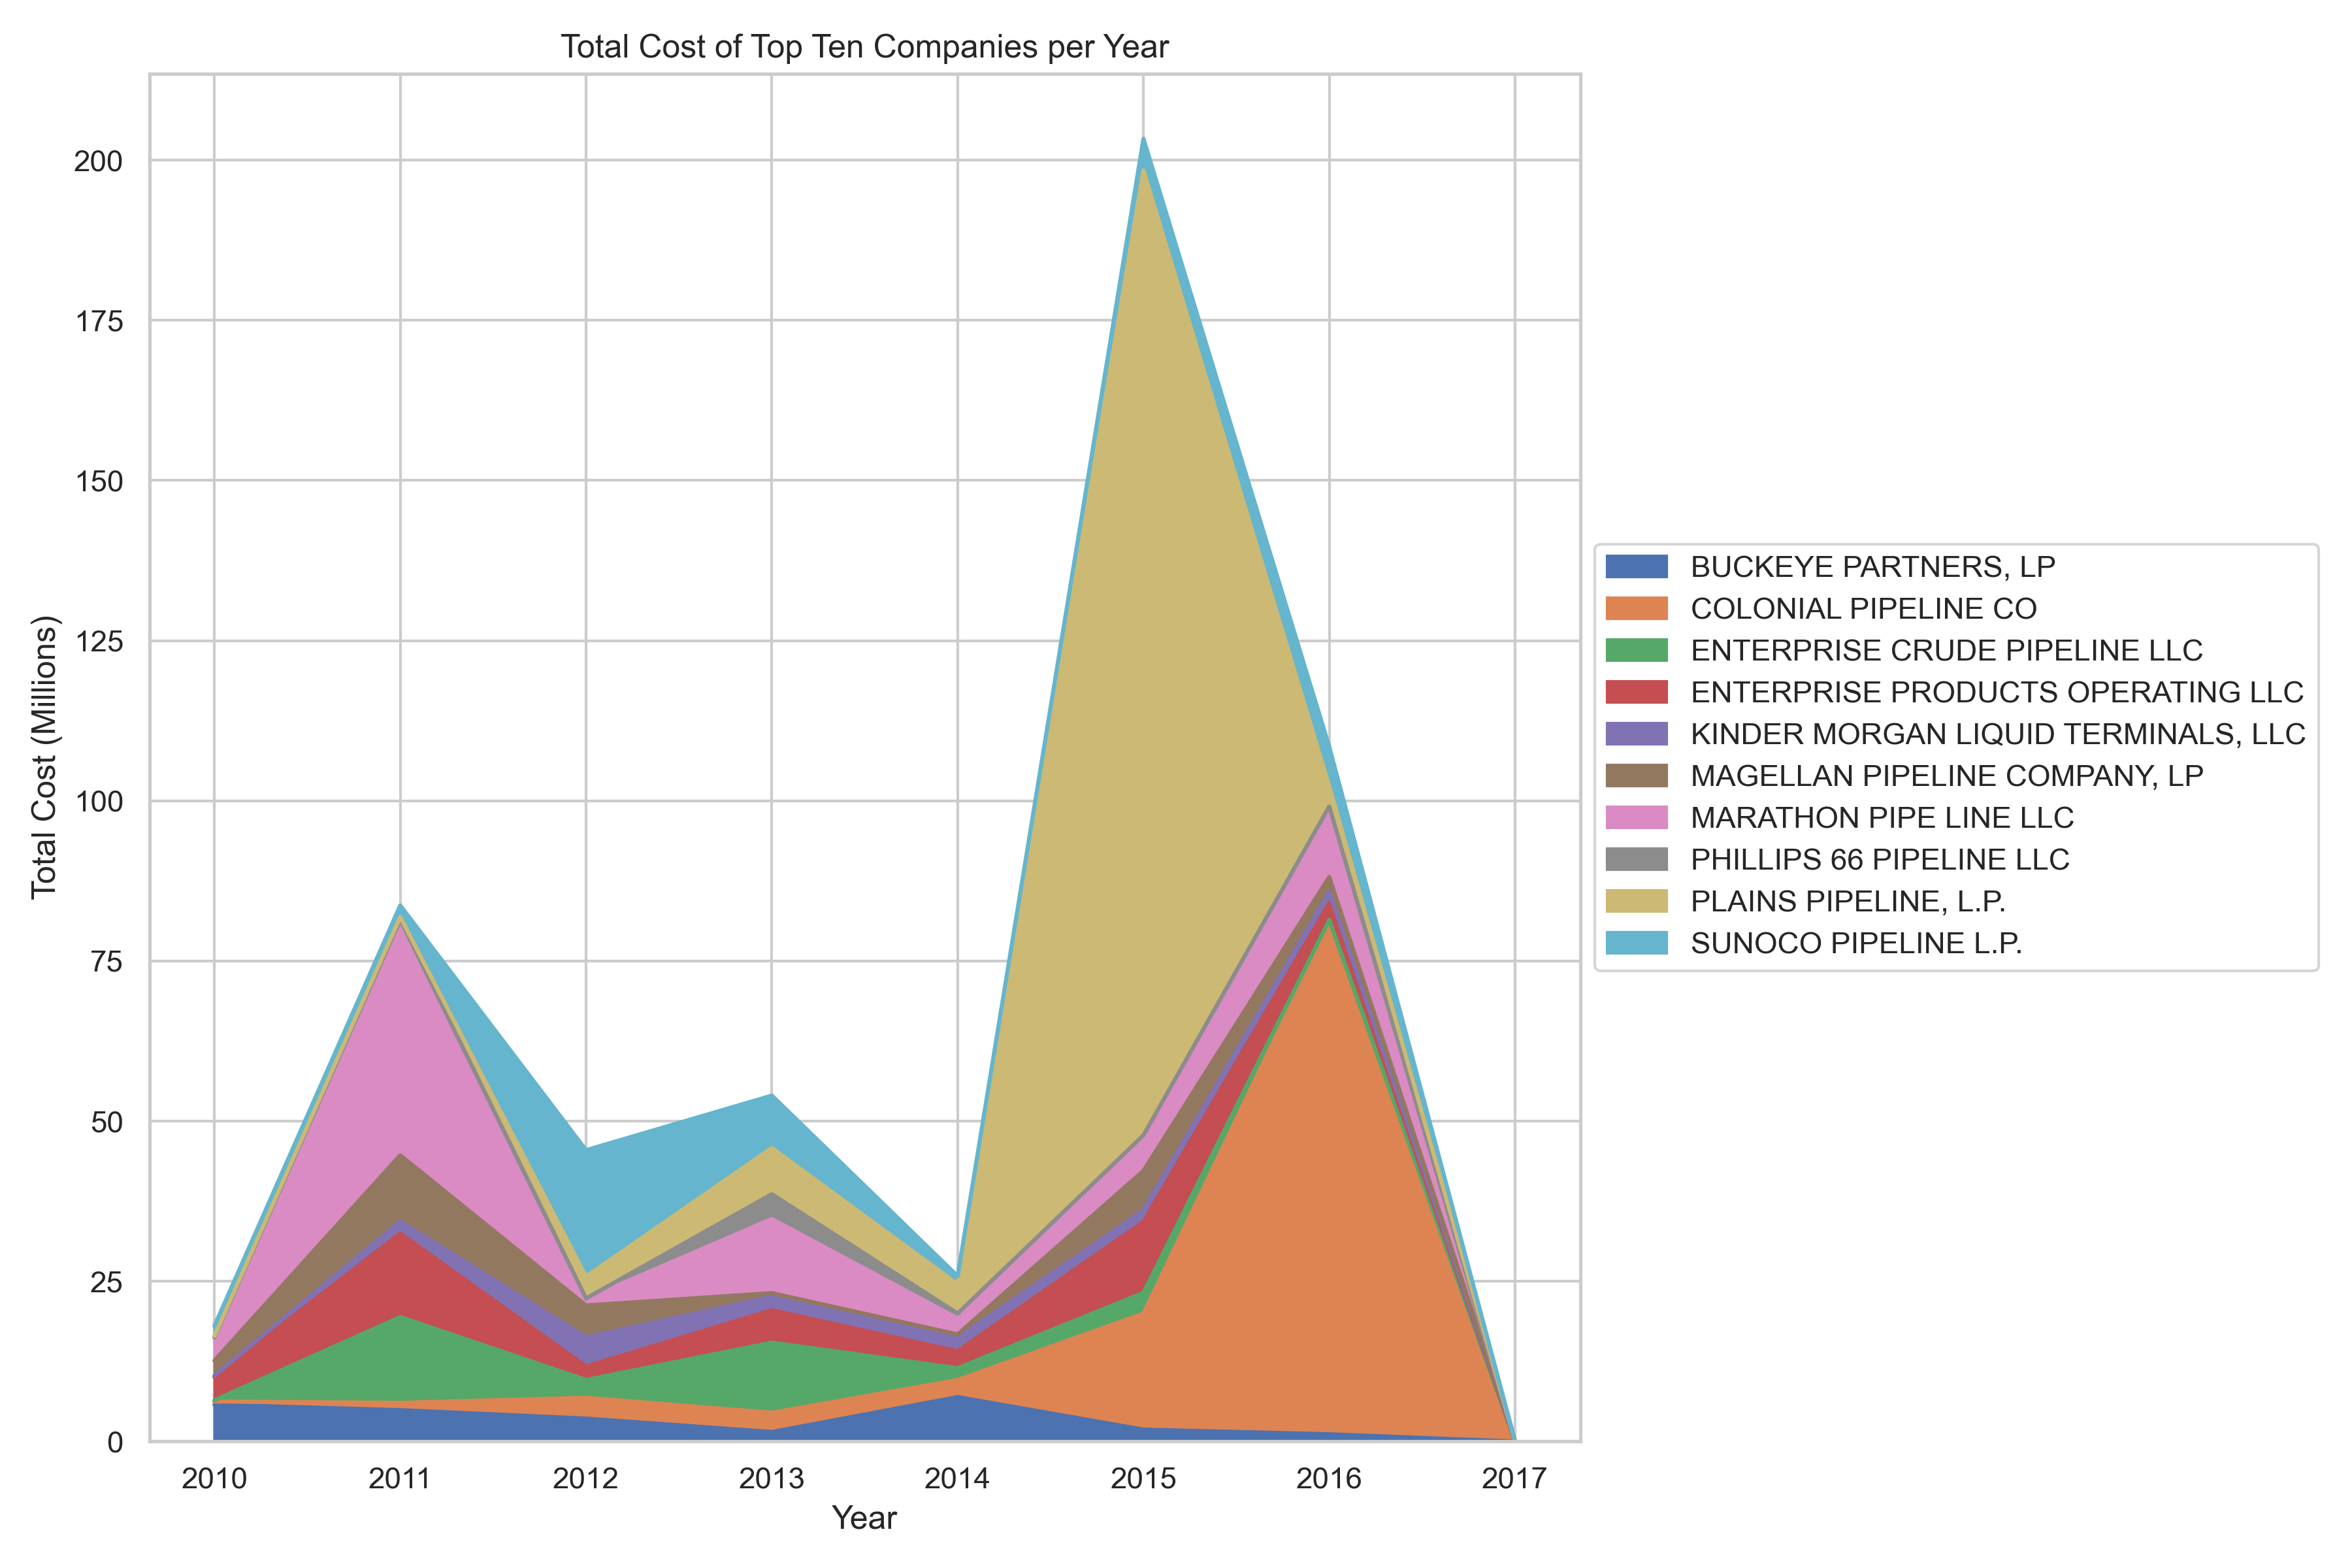 Total Cost of Top Ten Companies per Year
200
175
150
125
100
75
50
25
0
Total Cost (Millions)
2010 2011 2012 2013 2014 2015 2016 2017
Year
BUCKEYE PARTNERS, LP
COLONIAL PIPELINE CO
ENTERPRISE CRUDE PIPELINE LLC
ENTERPRISE PRODUCTS OPERATING LLC
KINDER MORGAN LIQUID TERMINALS, LLC
MAGELLAN PIPELINE COMPANY, LP
MARATHON PIPE LINE LLC
PHILLIPS 66 PIPELINE LLC
PLAINS PIPELINE, L.P.
SUNOCO PIPELINE L.P.